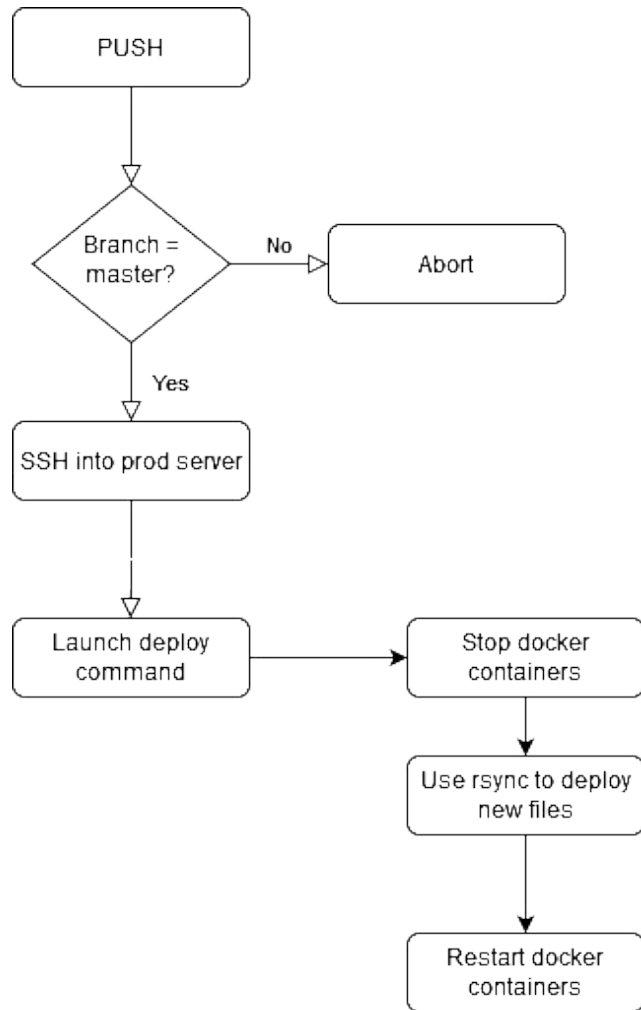 PUSH
Branch =
master?
No
Abort
Yes
SSH into prod server
Launch deploy
command
Stop docker
containers
Use rsync to deploy
new files
Restart docker
containers